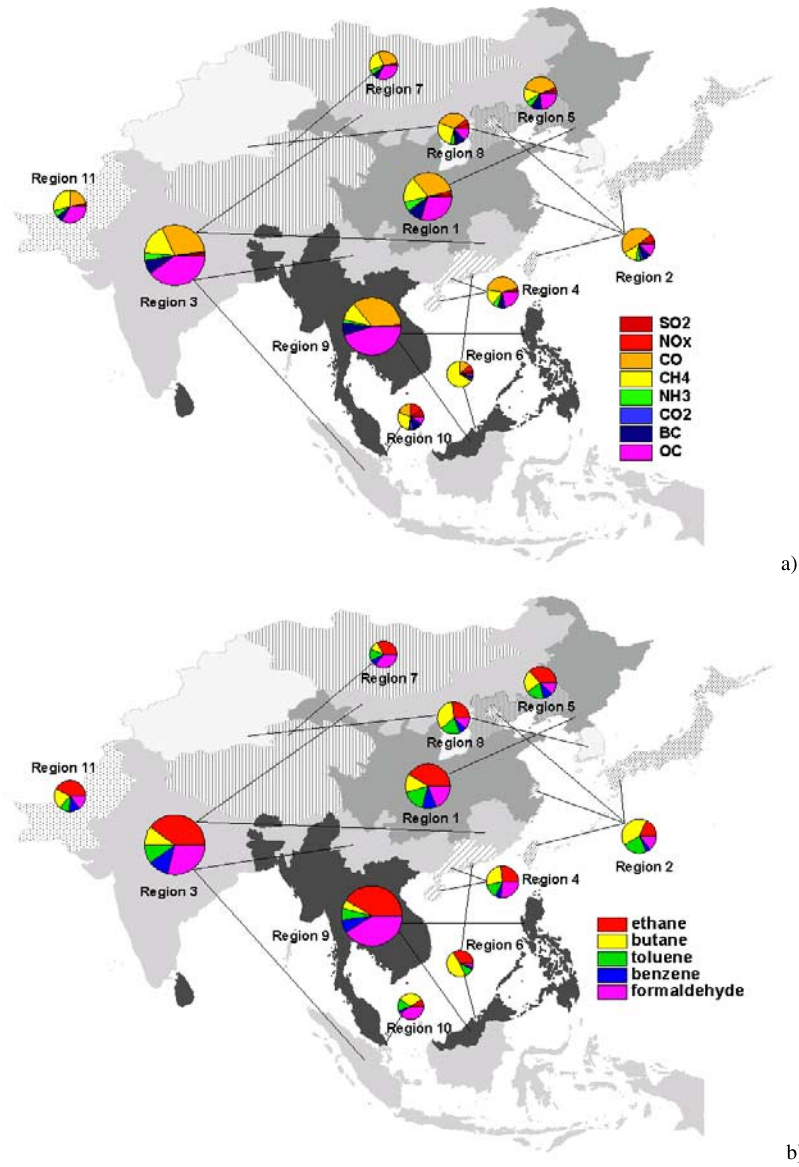 Region 7
Region 5
Region 8
Region 11
Region 1
Region 2
Region 3
Region 4
SO2
NOx
CO
CH4
NH3
CO2
BC
OC
Region 9
Region 6
Region 10
a)
Region 7
Region 5
Region 8
Region 11
Region 1
Region 2
Region 3
Region 4
ethane
butane
toluene
benzene
formaldehyde
Region 9
Region 6
Region 10
b)